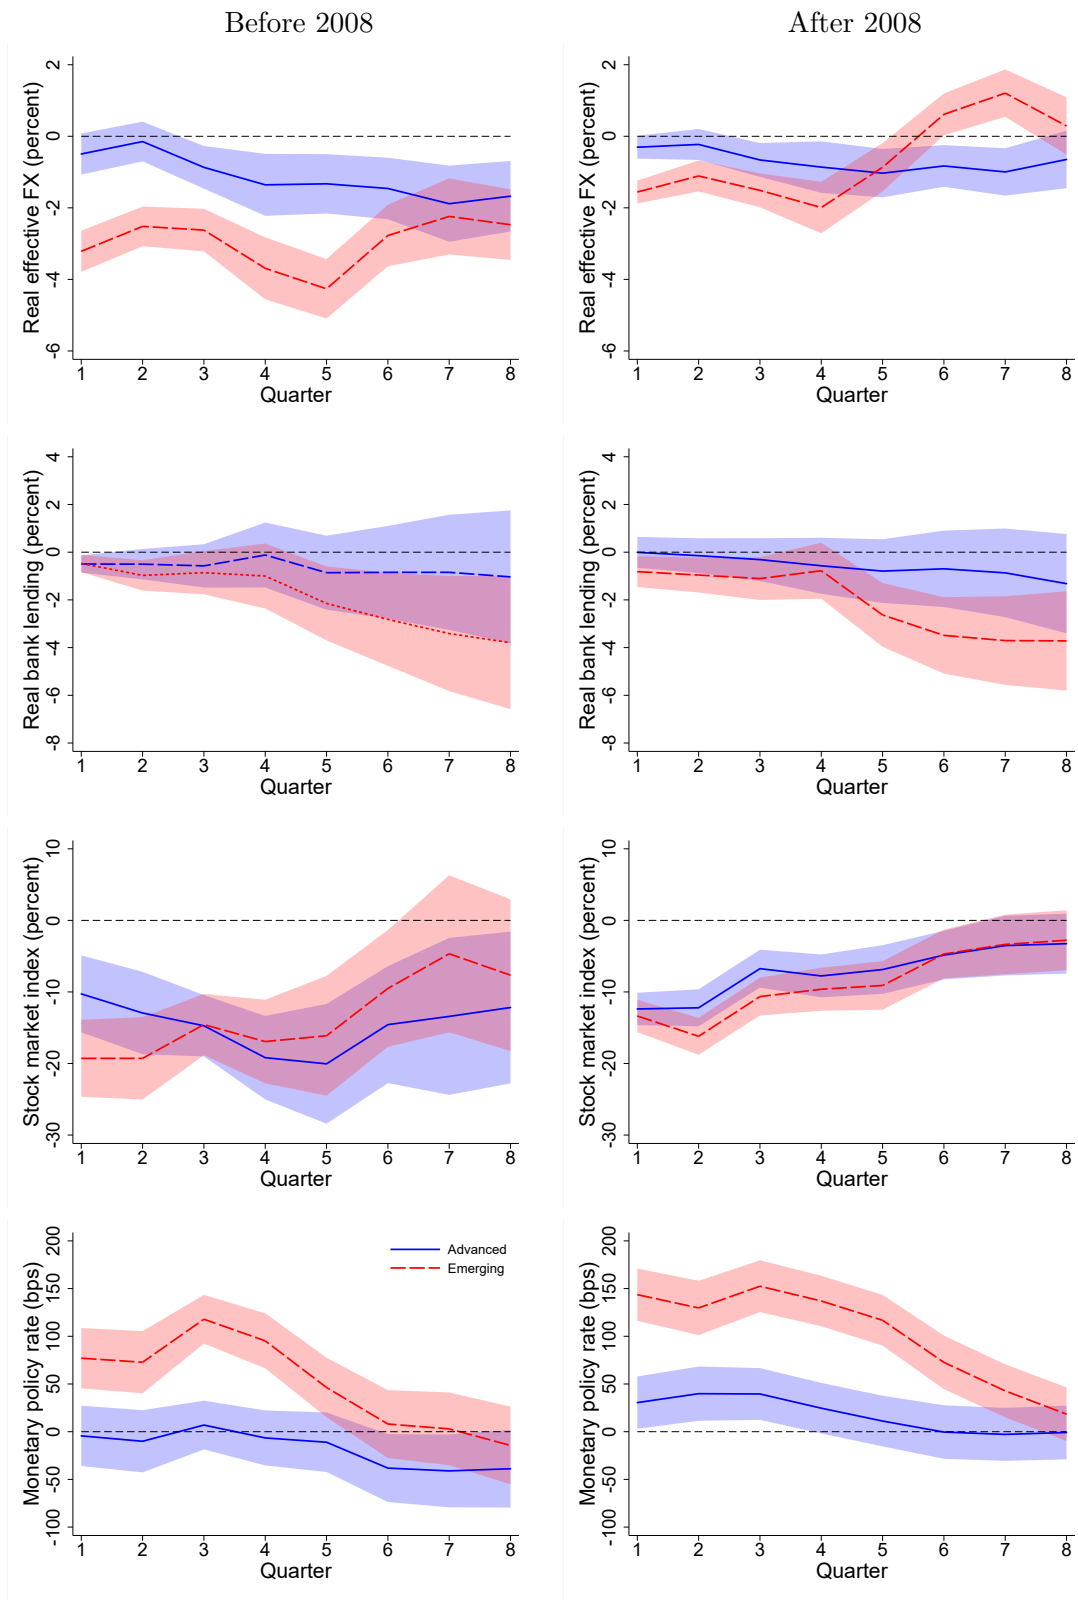 Before 2008
After 2008
Real effective FX (percent)
2
0
-2
-4
-6
1 2 3 4 5 6 7 8
Quarter
Real effective FX (percent)
2
0
-2
-4
-6
1 2 3 4 5 6 7 8
Quarter
Real bank lending (percent)
4
2
0
-2
-4
-6
-8
1 2 3 4 5 6 7 8
Quarter
Real bank lending (percent)
4
2
0
-2
-4
-6
-8
1 2 3 4 5 6 7 8
Quarter
Stock market index (percent)
10
0
-10
-20
-30
1 2 3 4 5 6 7 8
Quarter
Stock market index (percent)
10
0
-10
-20
-30
1 2 3 4 5 6 7 8
Quarter
Monetary policy rate (bps)
200
150
100
50
0
-50
-100
Advanced
Emerging
1 2 3 4 5 6 7 8
Quarter
Monetary policy rate (bps)
200
150
100
50
0
-50
-100
1 2 3 4 5 6 7 8
Quarter